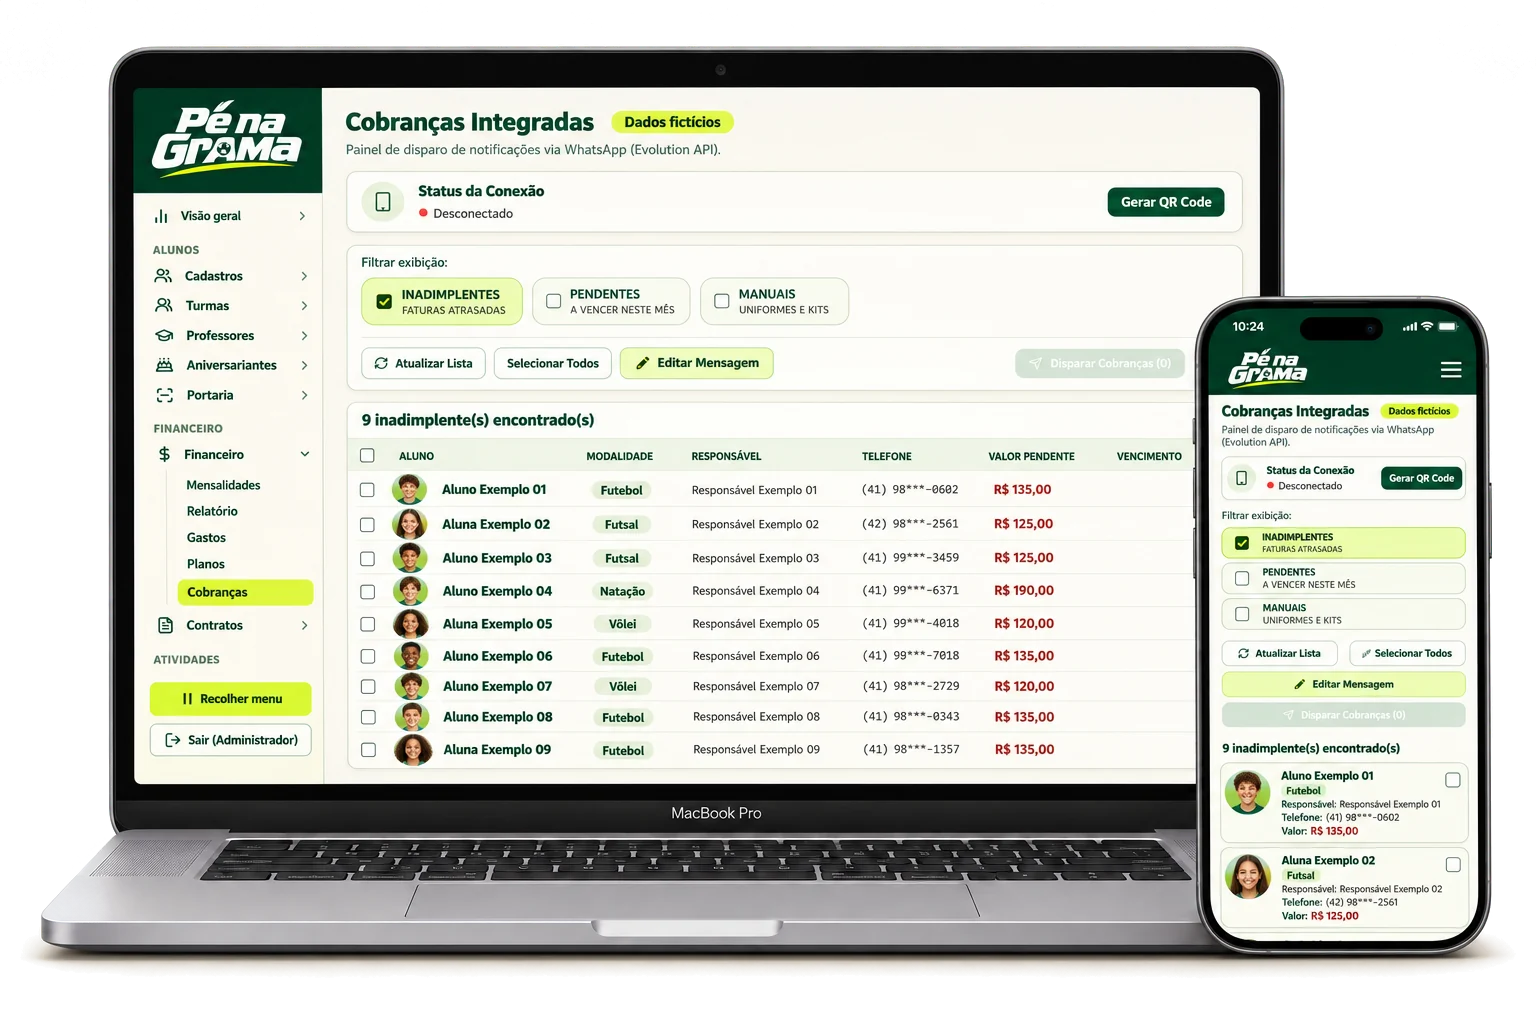 Pé na
GRAMA
Visão geral
ALUNOS
Cadastros
Turmas
Professores
Aniversariantes
Portaria
FINANCEIRO
Financeiro
Mensalidades
Relatório
Gastos
Planos
Cobranças
Contratos
ATIVIDADES
Recolher menu
Sair (Administrador)
Cobranças Integradas Dados fictícios
Painel de disparo de notificações via WhatsApp (Evolution API).
Status da Conexão
Desconectado
Gerar QR Code
Filtrar exibição:
INADIMPLENTES
FATURAS ATRASADAS
PENDENTES
A VENCER NESTE MÊS
MANUAIS
UNIFORMES E KITS
Atualizar Lista Selecionar Todos Editar Mensagem Disparar Cobranças (0)
9 inadimplente(s) encontrado(s)
ALUNO MODALIDADE RESPONSÁVEL TELEFONE VALOR PENDENTE VENCIMENTO
Aluno Exemplo 01 Futebol Responsável Exemplo 01 (41) 98***-0602 R$ 135,00
Aluna Exemplo 02 Futsal Responsável Exemplo 02 (42) 98***-2561 R$ 125,00
Aluno Exemplo 03 Futsal Responsável Exemplo 03 (41) 99***-3459 R$ 125,00
Aluno Exemplo 04 Natação Responsável Exemplo 04 (41) 99***-6371 R$ 190,00
Aluna Exemplo 05 Vôlei Responsável Exemplo 05 (41) 99***-4018 R$ 120,00
Aluno Exemplo 06 Futebol Responsável Exemplo 06 (41) 99***-7018 R$ 135,00
Aluno Exemplo 07 Vôlei Responsável Exemplo 07 (41) 98***-2729 R$ 120,00
Aluno Exemplo 08 Futebol Responsável Exemplo 08 (41) 98***-0343 R$ 135,00
Aluna Exemplo 09 Futebol Responsável Exemplo 09 (41) 98***-1357 R$ 135,00
MacBook Pro
10:24
Pé na
GRAMA
Cobranças Integradas Dados fictícios
Painel de disparo de notificações via WhatsApp
(Evolution API).
Status da Conexão
Desconectado
Gerar QR Code
Filtrar exibição:
INADIMPLENTES
FATURAS ATRASADAS
PENDENTES
A VENCER NESTE MÊS
MANUAIS
UNIFORMES E KITS
Atualizar Lista Selecionar Todos
Editar Mensagem
Disparar Cobranças (0)
9 inadimplente(s) encontrado(s)
Aluno Exemplo 01
Futebol
Responsável: Responsável Exemplo 01
Telefone: (41) 98***-0602
Valor: R$ 135,00
Aluna Exemplo 02
Futsal
Responsável: Responsável Exemplo 02
Telefone: (42) 98***-2561
Valor: R$ 125,00